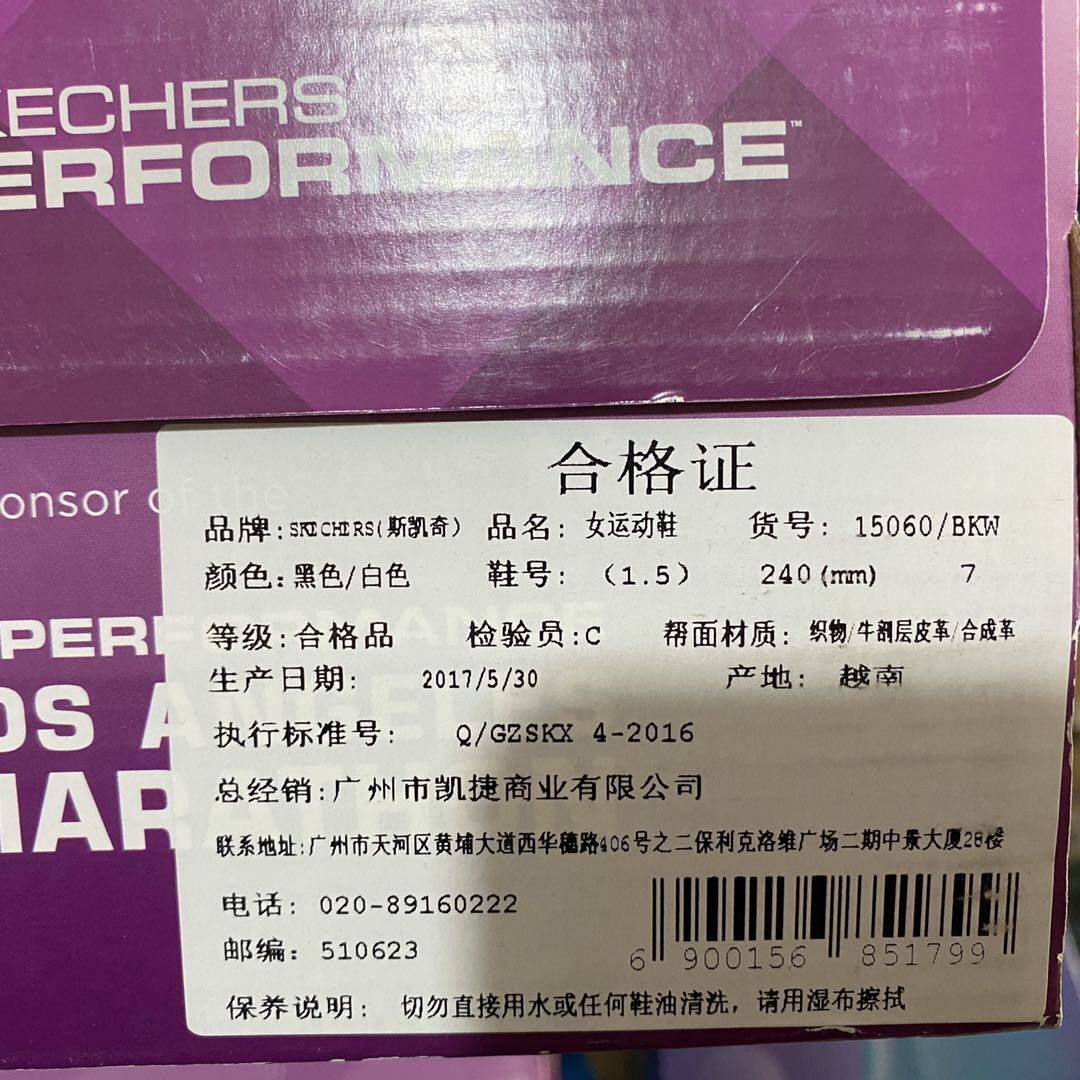 KECHERS
ERFORMANCE™
合格证
onsor of the
品牌:SKECHERS(斯凯奇) 品名: 女运动鞋 货号: 15060/BKW
颜色:黑色/白色 鞋号: (1.5) 240(mm) 7
PERFORMANCE
等级:合格品 检验员:C 帮面材质: 织物/牛剖层皮革/合成革
生产日期: 2017/5/30 产地: 越南
OS ANGELES
执行标准号: Q/GZSKX 4-2016
ARATHON
总经销:广州市凯捷商业有限公司
联系地址:广州市天河区黄埔大道西华穗路406号之二保利克洛维广场二期中景大厦28楼
电话: 020-89160222
邮编: 510623
6 900156 851799
保养说明: 切勿直接用水或任何鞋油清洗,请用湿布擦拭